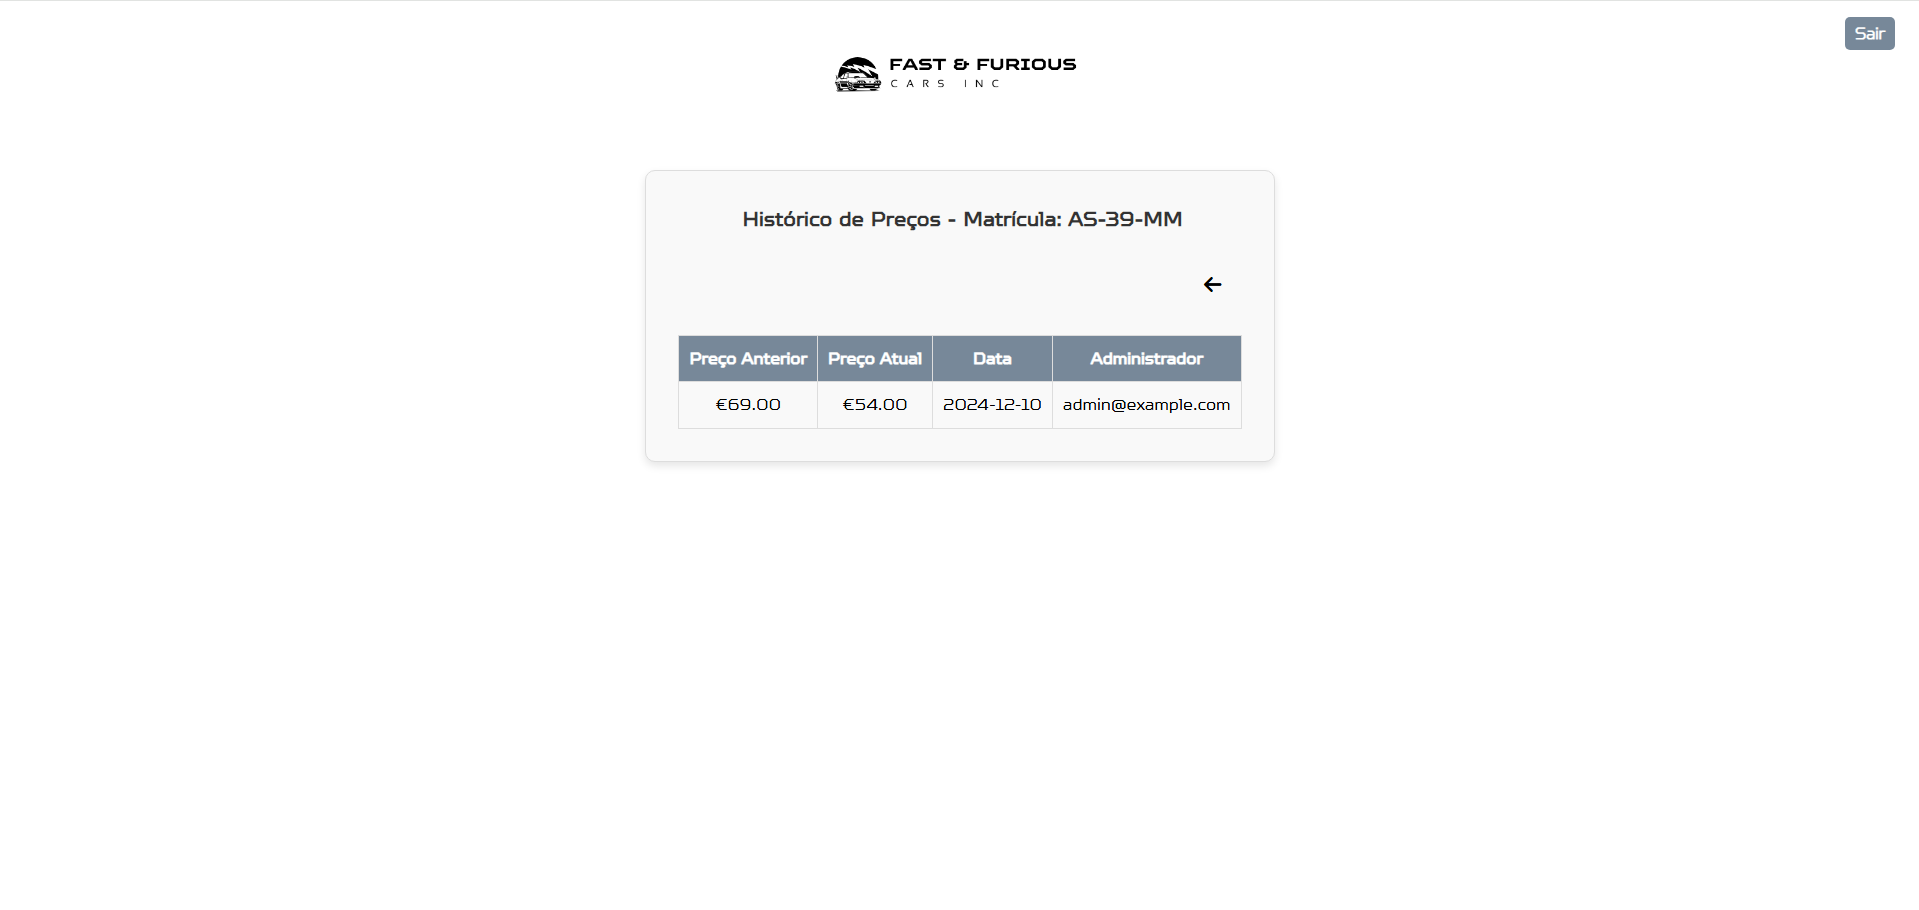 Sair
FAST & FURIOUS
CARS INC
Histórico de Preços - Matrícula: AS-39-MM
Preço Anterior Preço Atual Data Administrador
€69.00 €54.00 2024-12-10 admin@example.com